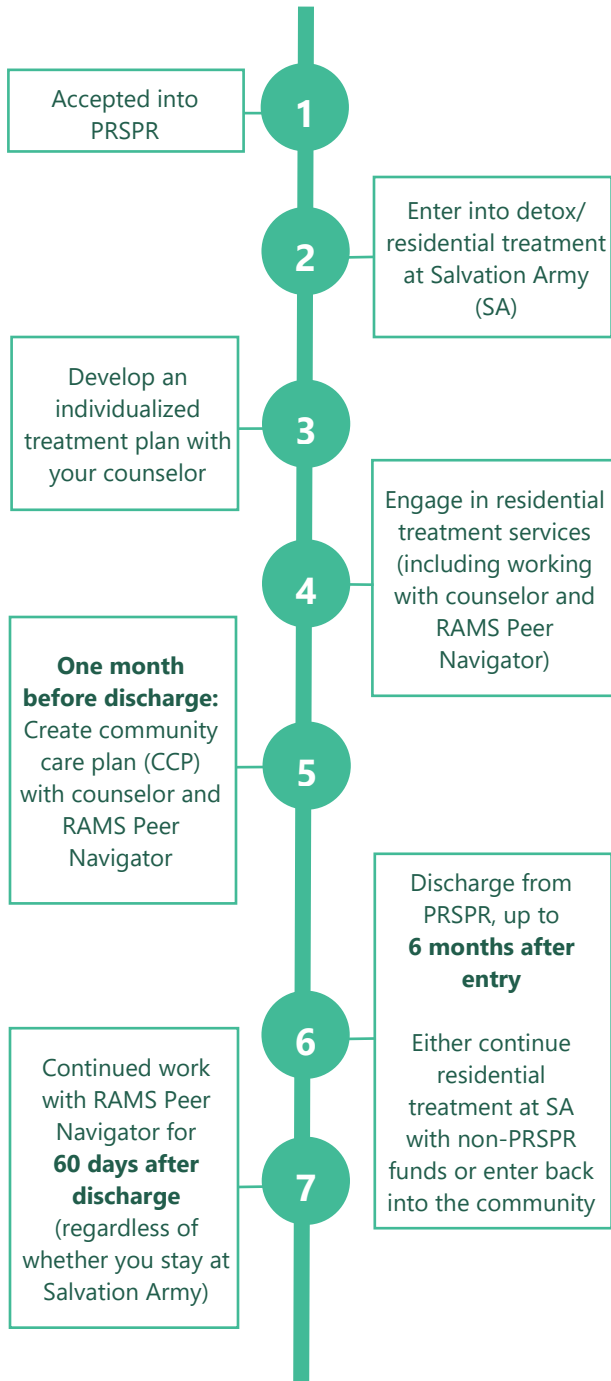 1
Accepted into
PRSPR
2
Enter into detox/
residential treatment
at Salvation Army
(SA)
3
Develop an
individualized
treatment plan with
your counselor
4
Engage in residential
treatment services
(including working
with counselor and
RAMS Peer
Navigator)
5
One month
before discharge:
Create community
care plan (CCP)
with counselor and
RAMS Peer
Navigator
6
Discharge from
PRSPR, up to
6 months after
entry
Either continue
residential
treatment at SA
with non-PRSPR
funds or enter back
into the community
7
Continued work
with RAMS Peer
Navigator for
60 days after
discharge
(regardless of
whether you stay at
Salvation Army)